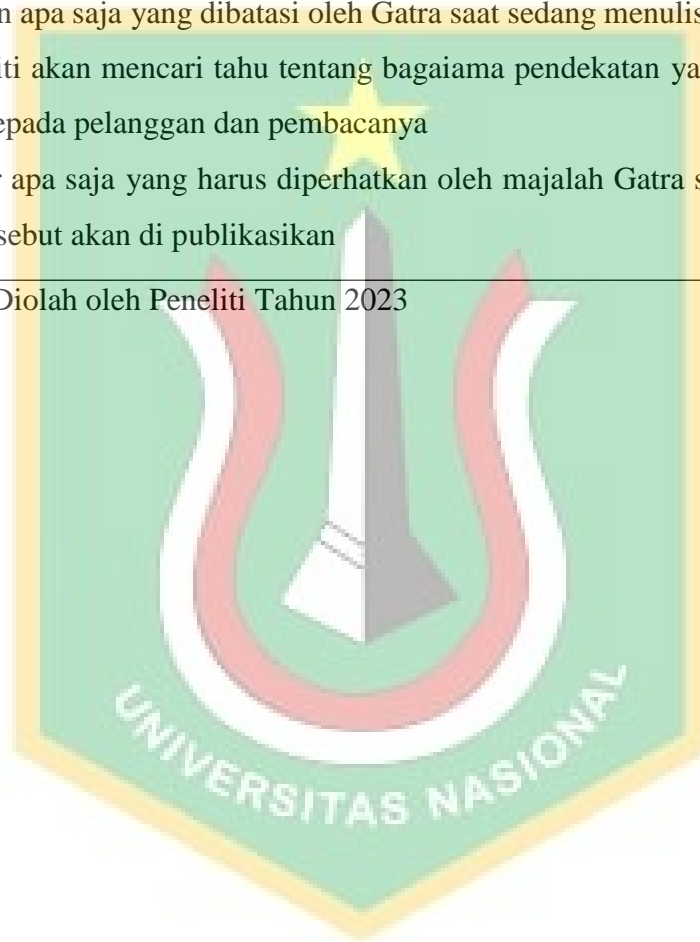 n apa saja yang dibatasi oleh Gatra saat sedang menulis
iti akan mencari tahu tentang bagaiama pendekatan ya
epada pelanggan dan pembacanya
r apa saja yang harus diperhatkan oleh majalah Gatra s
sebut akan di publikasikan
Diolah oleh Peneliti Tahun 2023
UNIVERSITAS NASIONAL